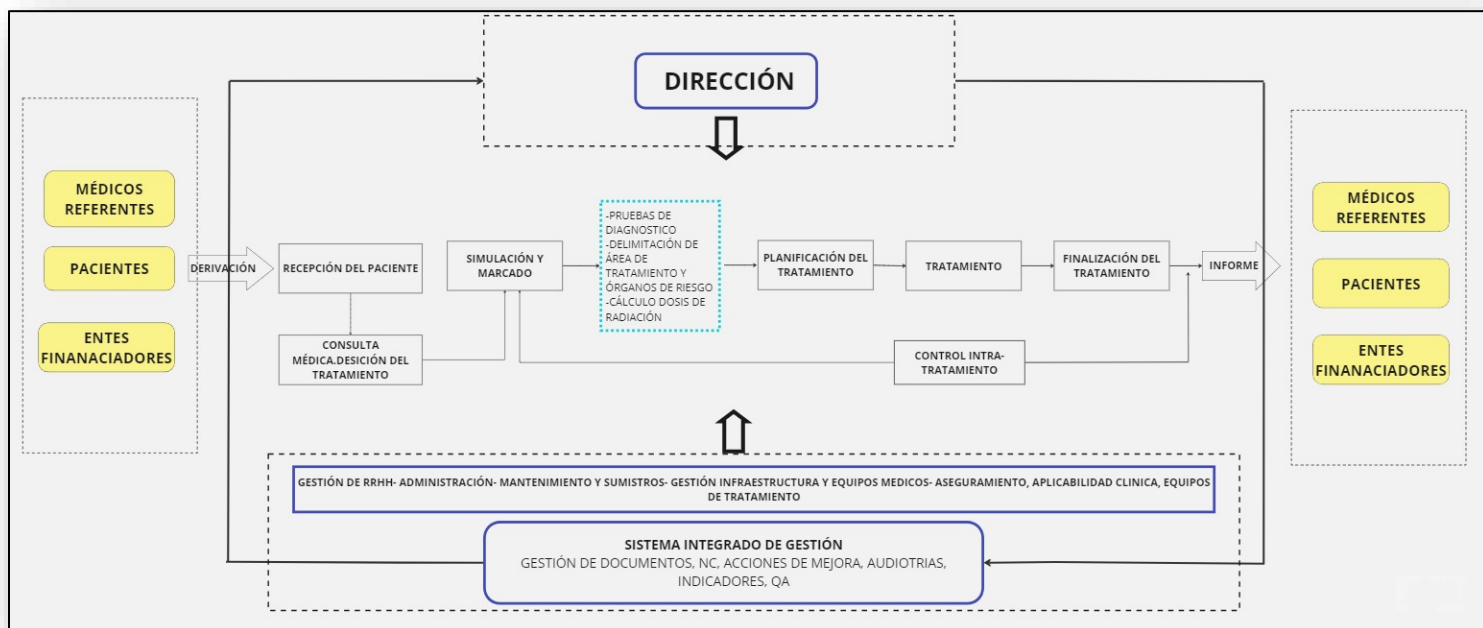 DIRECCIÓN
MÉDICOS
REFERENTES
PACIENTES
ENTES
FINANACIADORES
DERIVACIÓN
RECEPCIÓN DEL PACIENTE
CONSULTA
MÉDICA.DESICIÓN DEL
TRATAMIENTO
SIMULACIÓN Y
MARCADO
-PRUEBAS DE
DIAGNOSTICO
-DELIMITACIÓN DE
ÁREA DE
TRATAMIENTO Y
ÓRGANOS DE RIESGO
-CÁLCULO DOSIS DE
RADIACIÓN
PLANIFICACIÓN DEL
TRATAMIENTO
TRATAMIENTO
FINALIZACIÓN DEL
TRATAMIENTO
CONTROL INTRA-
TRATAMIENTO
INFORME
MÉDICOS
REFERENTES
PACIENTES
ENTES
FINANACIADORES
GESTIÓN DE RRHH- ADMINISTRACIÓN- MANTENIMIENTO Y SUMISTROS- GESTIÓN INFRAESTRUCTURA Y EQUIPOS MEDICOS- ASEGURAMIENTO, APLICABILIDAD CLINICA, EQUIPOS
DE TRATAMIENTO
SISTEMA INTEGRADO DE GESTIÓN
GESTIÓN DE DOCUMENTOS, NC, ACCIONES DE MEJORA, AUDIOTRIAS,
INDICADORES, QA